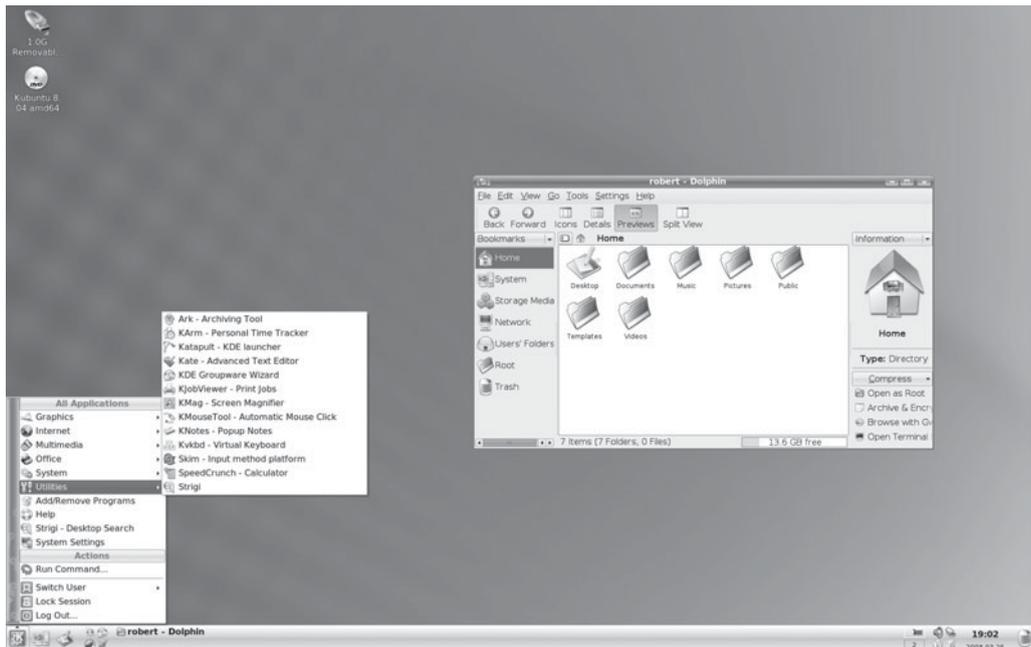 1.0G
Removabl...
Kubuntu 8.
04 amd64
robert - Dolphin
File Edit View Go Tools Settings Help
Back Forward Icons Details Previews Split View
Bookmarks
Home
Information
Home
System
Storage Media
Network
Users' Folders
Root
Trash
Desktop Documents Music Pictures Public
Templates Videos
Home
Type: Directory
Compress
Open as Root
Archive & Encr
Browse with Gv
Open Terminal
7 Items (7 Folders, 0 Files)
13.6 GB free
Ark - Archiving Tool
KArm - Personal Time Tracker
Katapult - KDE launcher
Kate - Advanced Text Editor
KDE Groupware Wizard
KJobViewer - Print Jobs
KMag - Screen Magnifier
KMouseTool - Automatic Mouse Click
KNotes - Popup Notes
Kvkbd - Virtual Keyboard
Skim - Input method platform
SpeedCrunch - Calculator
Strigi
All Applications
Graphics
Internet
Multimedia
Office
System
Utilities
Add/Remove Programs
Help
Strigi - Desktop Search
System Settings
Actions
Run Command...
Switch User
Lock Session
Log Out...
robert - Dolphin
2
19:02